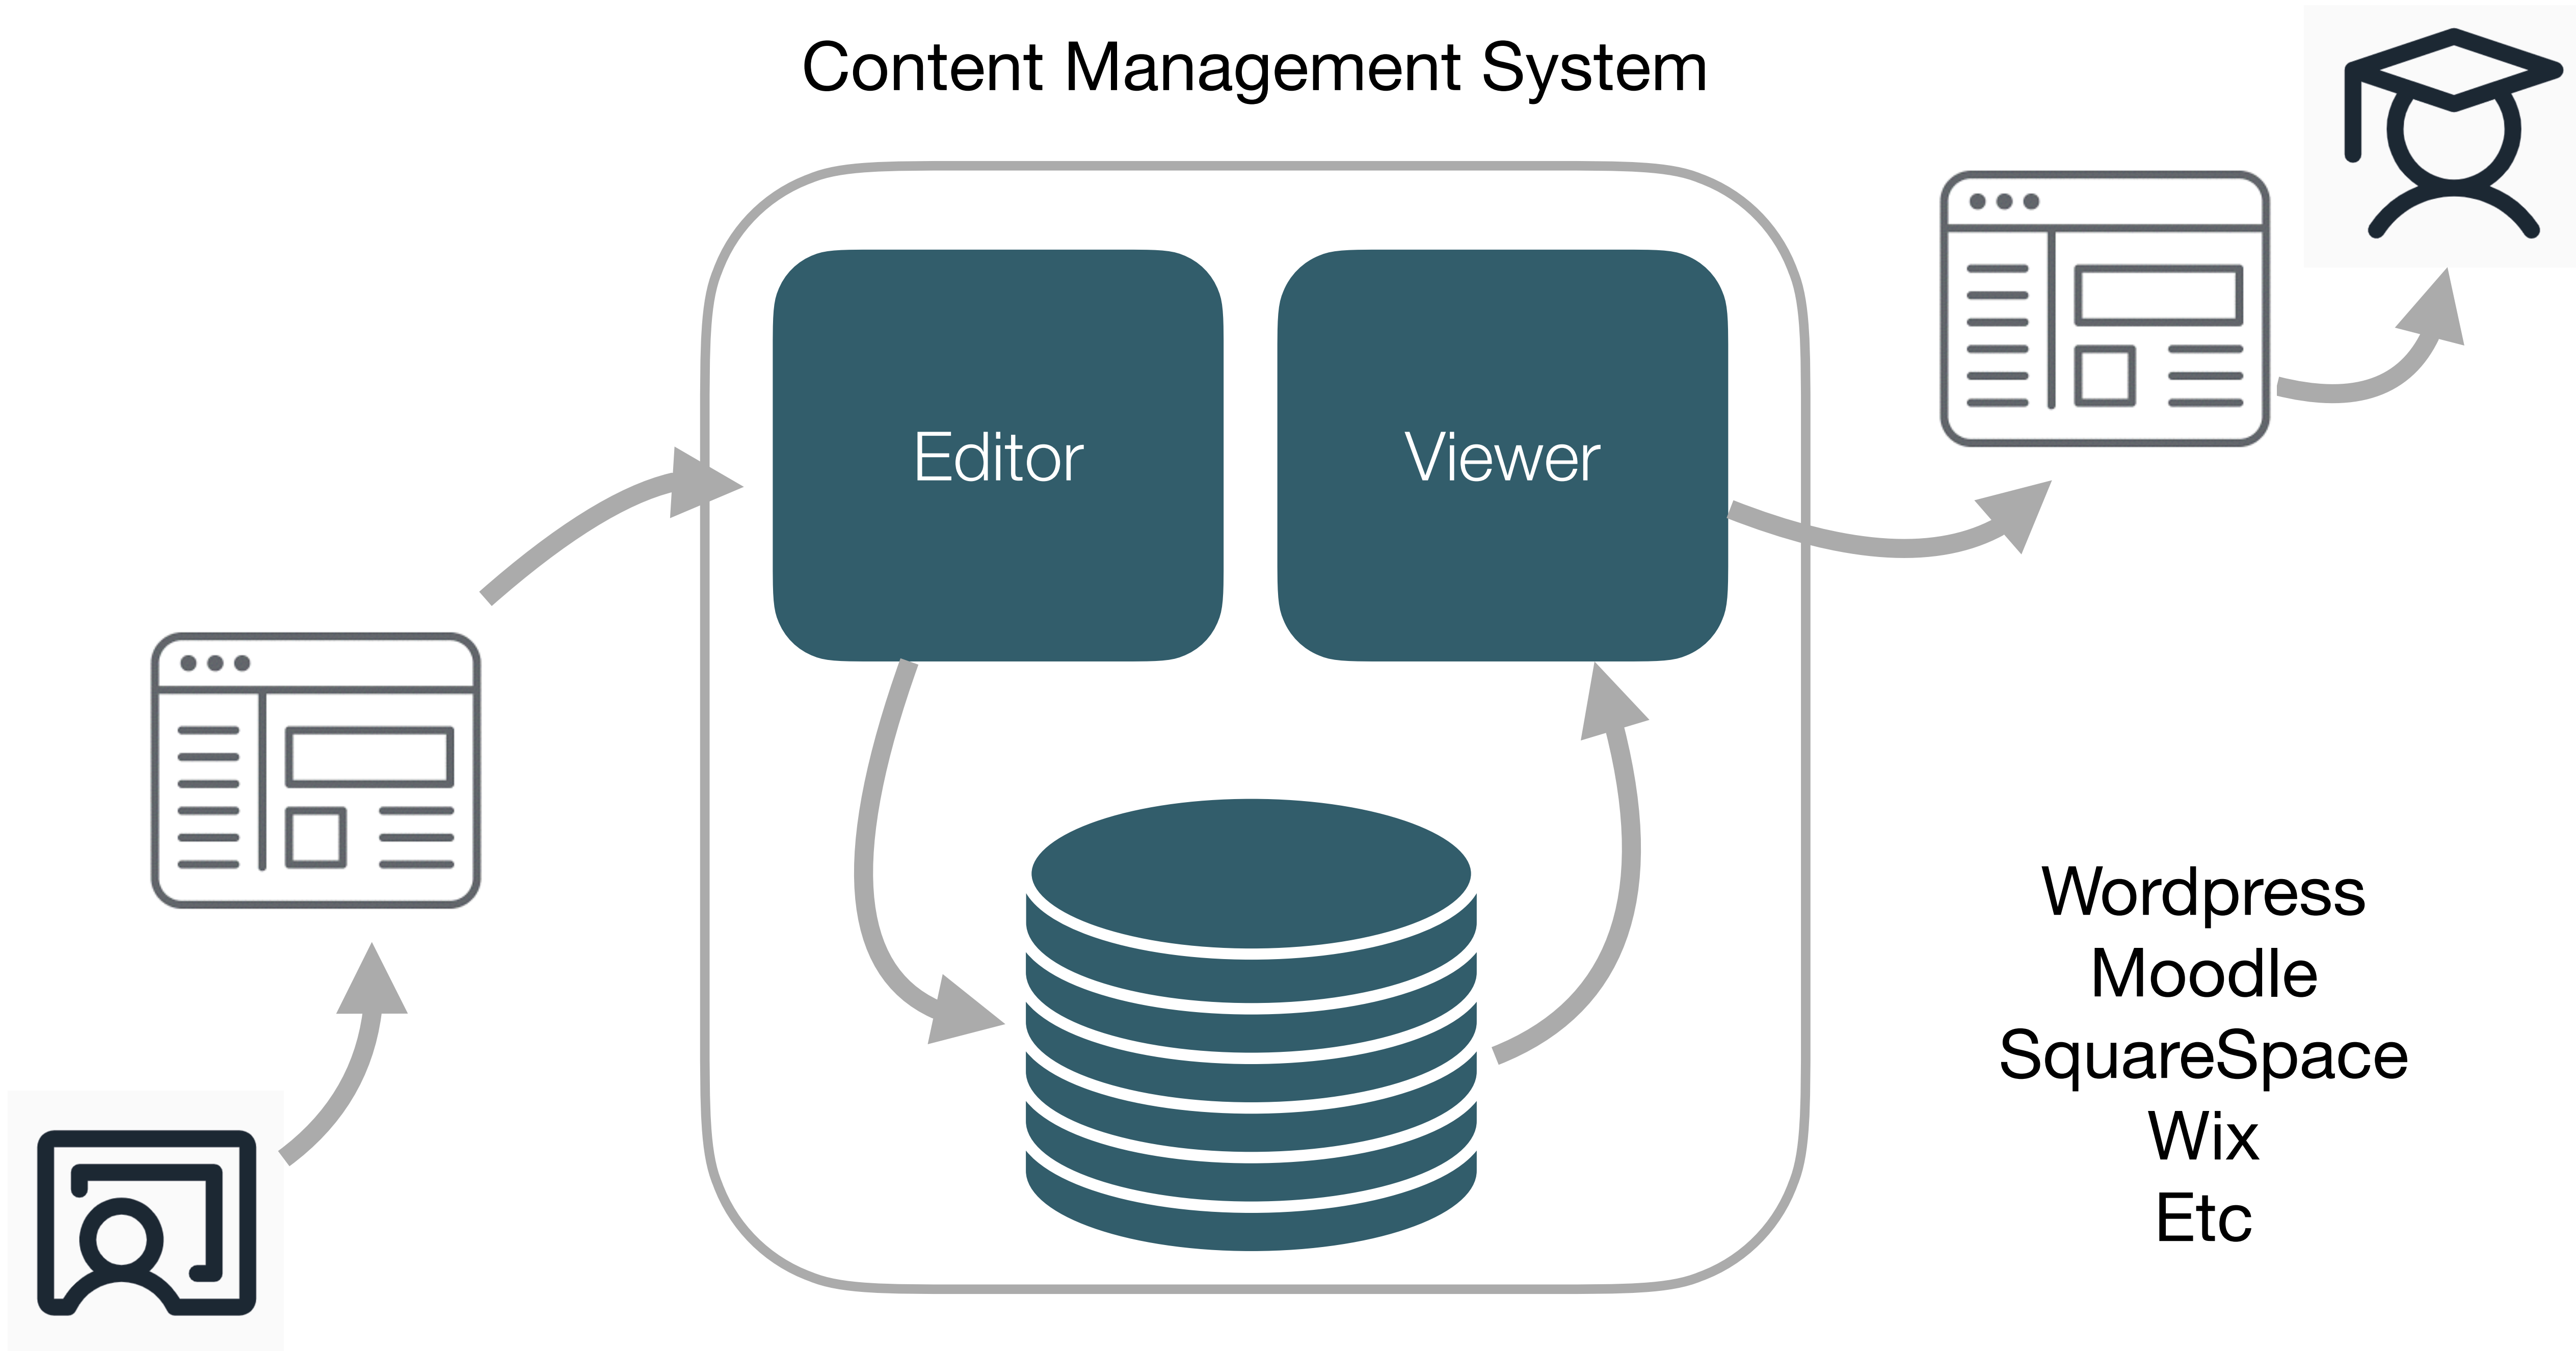 Content Management System
Editor
Viewer
Wordpress
Moodle
SquareSpace
Wix
Etc